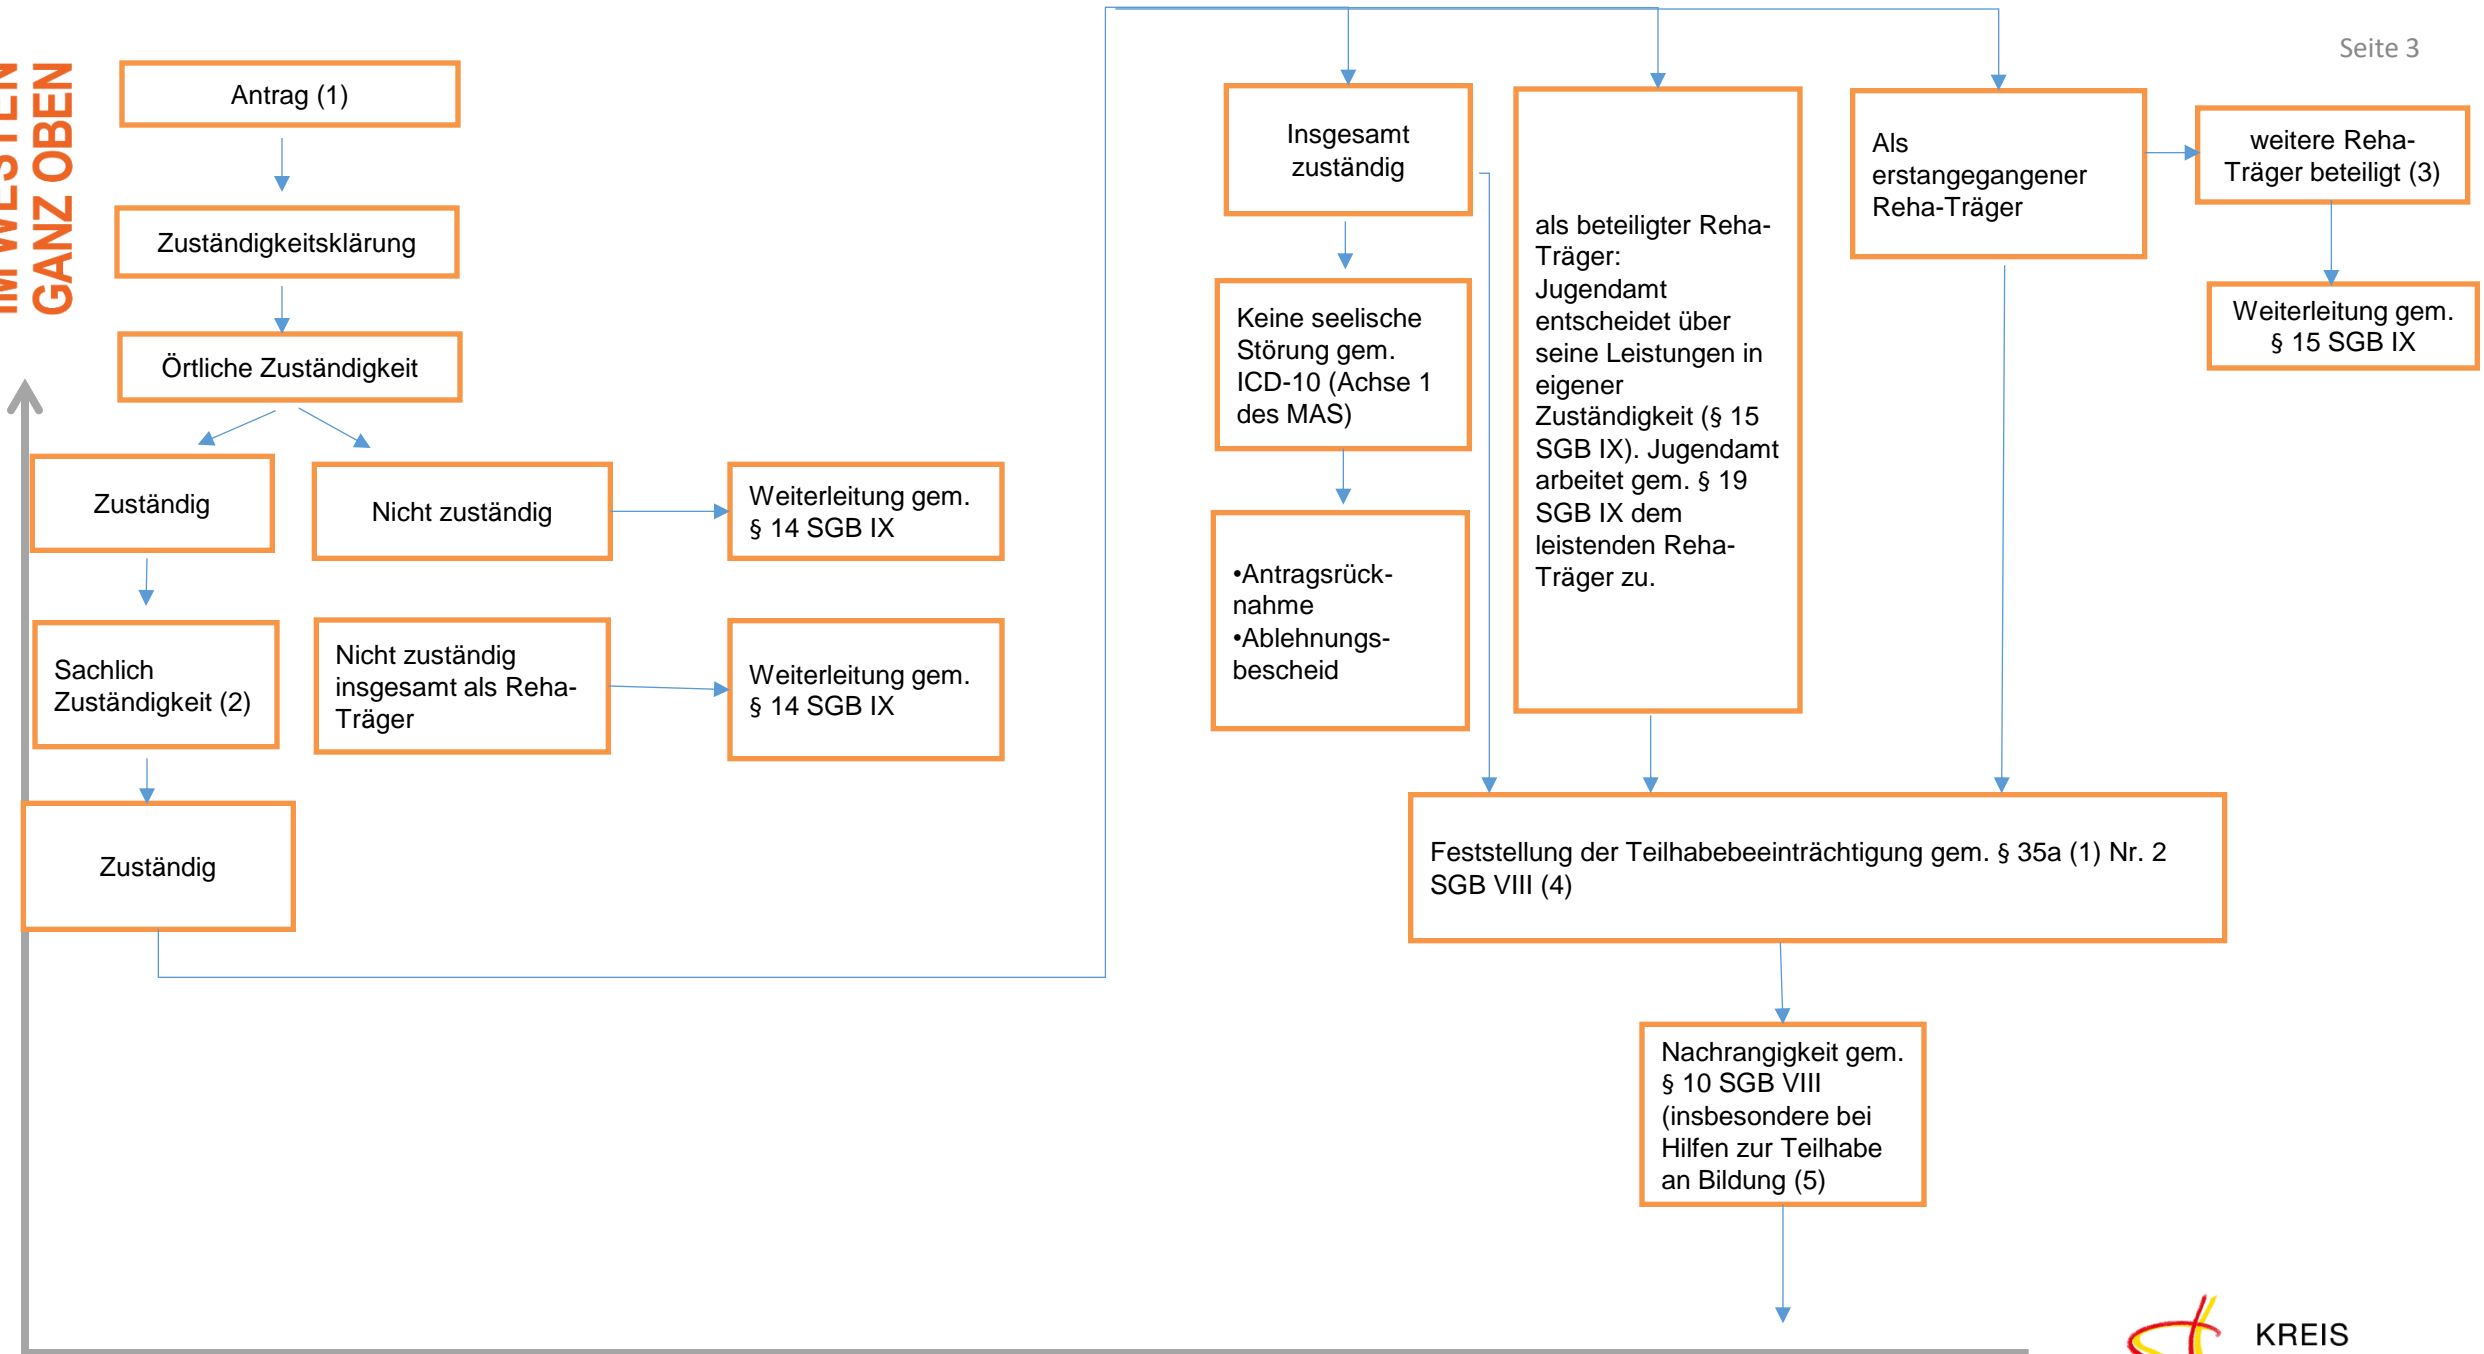 Seite 3
IM WESTEN
GANZ OBEN
Antrag (1)
Zuständigkeitsklärung
Örtliche Zuständigkeit
Zuständig
Nicht zuständig
Weiterleitung gem.
§ 14 SGB IX
Sachlich
Zuständigkeit (2)
Nicht zuständig
insgesamt als Reha-
Träger
Weiterleitung gem.
§ 14 SGB IX
Zuständig
Insgesamt
zuständig
Keine seelische
Störung gem.
ICD-10 (Achse 1
des MAS)
•Antragsrück-
nahme
•Ablehnungs-
bescheid
als beteiligter Reha-
Träger:
Jugendamt
entscheidet über
seine Leistungen in
eigener
Zuständigkeit (§ 15
SGB IX). Jugendamt
arbeitet gem. § 19
SGB IX dem
leistenden Reha-
Träger zu.
Als
erstangegangener
Reha-Träger
weitere Reha-
Träger beteiligt (3)
Weiterleitung gem.
§ 15 SGB IX
Feststellung der Teilhabebeeinträchtigung gem. § 35a (1) Nr. 2
SGB VIII (4)
Nachrangigkeit gem.
§ 10 SGB VIII
(insbesondere bei
Hilfen zur Teilhabe
an Bildung (5)
KREIS